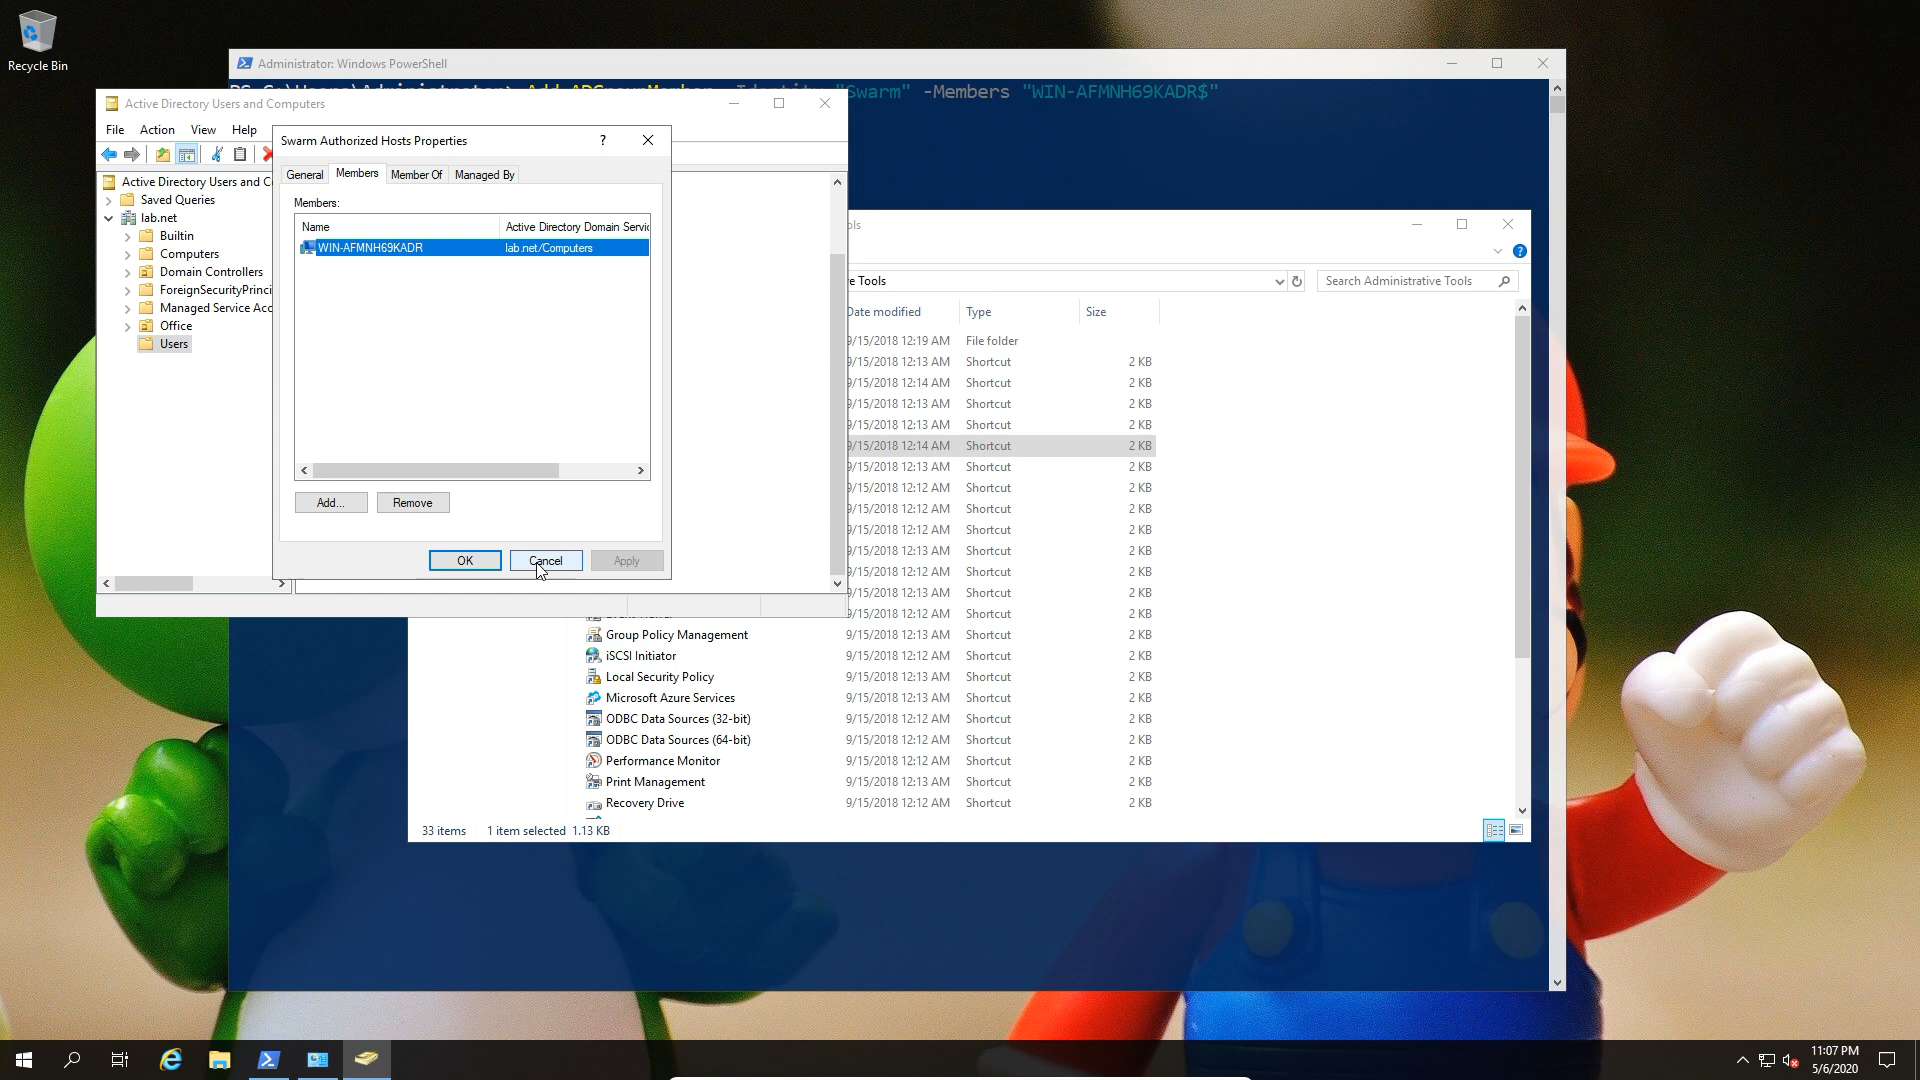 Recycle Bin
Administrator: Windows PowerShell
"Swarm" -Members "WIN-AFMNH69KADR$"
Active Directory Users and Computers
File Action View Help
Swarm Authorized Hosts Properties
?
General Members Member Of Managed By
Members:
Name Active Directory Domain Servic
WIN-AFMNH69KADR lab.net/Computers
Add... Remove
OK Cancel Apply
Active Directory Users and C
Saved Queries
lab.net
Builtin
Computers
Domain Controllers
ForeignSecurityPrinci
Managed Service Acc
Office
Users
ols
e Tools
Search Administrative Tools
Date modified Type Size
9/15/2018 12:19 AM File folder
9/15/2018 12:13 AM Shortcut 2 KB
9/15/2018 12:14 AM Shortcut 2 KB
9/15/2018 12:13 AM Shortcut 2 KB
9/15/2018 12:13 AM Shortcut 2 KB
9/15/2018 12:14 AM Shortcut 2 KB
9/15/2018 12:13 AM Shortcut 2 KB
9/15/2018 12:12 AM Shortcut 2 KB
9/15/2018 12:12 AM Shortcut 2 KB
9/15/2018 12:12 AM Shortcut 2 KB
9/15/2018 12:13 AM Shortcut 2 KB
9/15/2018 12:12 AM Shortcut 2 KB
9/15/2018 12:13 AM Shortcut 2 KB
9/15/2018 12:12 AM Shortcut 2 KB
Group Policy Management 9/15/2018 12:13 AM Shortcut 2 KB
iSCSI Initiator 9/15/2018 12:12 AM Shortcut 2 KB
Local Security Policy 9/15/2018 12:13 AM Shortcut 2 KB
Microsoft Azure Services 9/15/2018 12:13 AM Shortcut 2 KB
ODBC Data Sources (32-bit) 9/15/2018 12:12 AM Shortcut 2 KB
ODBC Data Sources (64-bit) 9/15/2018 12:12 AM Shortcut 2 KB
Performance Monitor 9/15/2018 12:12 AM Shortcut 2 KB
Print Management 9/15/2018 12:13 AM Shortcut 2 KB
Recovery Drive 9/15/2018 12:12 AM Shortcut 2 KB
33 items 1 item selected 1.13 KB
11:07 PM
5/6/2020